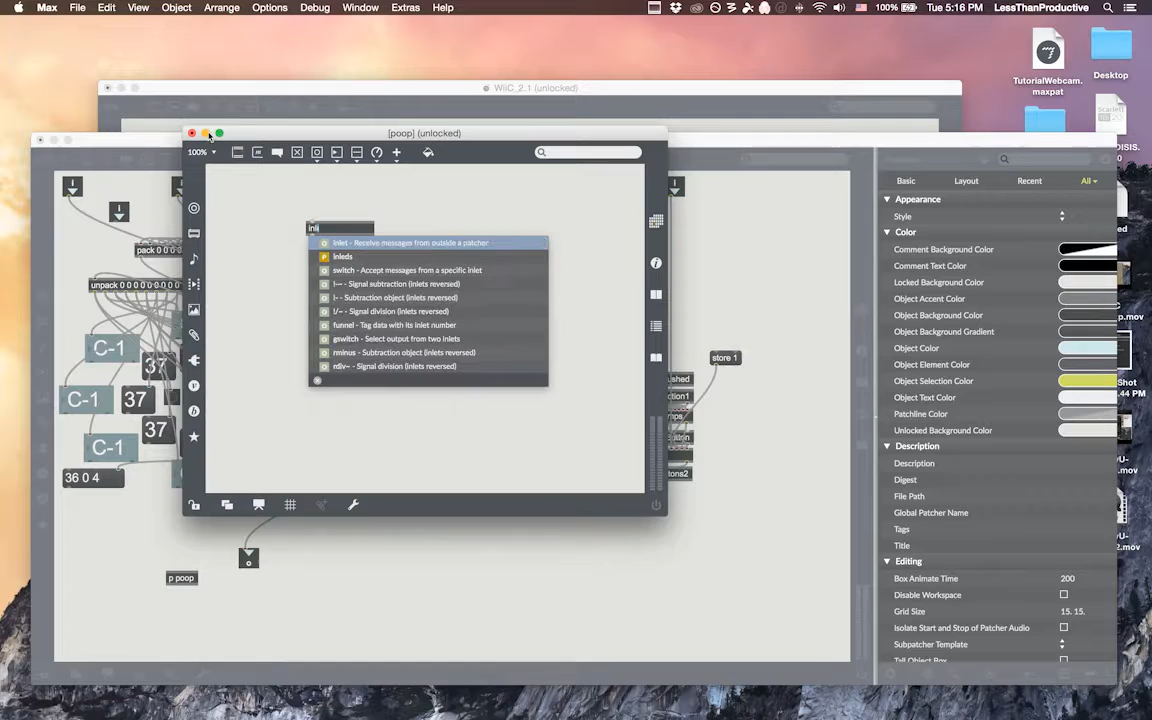 Max File Edit View Object Arrange Options Debug Window Extras Help
100% Tue 5:16 PM LessThanProductive
TutorialWebcam.
maxpat
Desktop
WiiC_2.1 (unlocked)
[poop] (unlocked)
100%
Basic Layout Recent All
Appearance
Style
Color
Comment Background Color
Comment Text Color
Locked Background Color
Object Accent Color
Object Background Color
Object Background Gradient
Object Color
Object Element Color
Object Selection Color
Object Text Color
Patchline Color
Unlocked Background Color
Description
Description
Digest
File Path
Global Patcher Name
Tags
Title
Editing
Box Animate Time 200
Disable Workspace
Grid Size 15. 15.
Isolate Start and Stop of Patcher Audio
Subpatcher Template
Tall Object Box
inli
inlet - Receive messages from outside a patcher
inleds
switch - Accept messages from a specific inlet
!-~ - Signal subtraction (inlets reversed)
!- - Subtraction object (inlets reversed)
!/~ - Signal division (inlets reversed)
funnel - Tag data with its inlet number
gswitch - Select output from two inlets
rminus - Subtraction object (inlets reversed)
rdiv~ - Signal division (inlets reversed)
pack 0 0 0
unpack 0 0 0 0 0 0 0
C-1
37
C-1
37
37
C-1
36 0 4
store 1
p poop